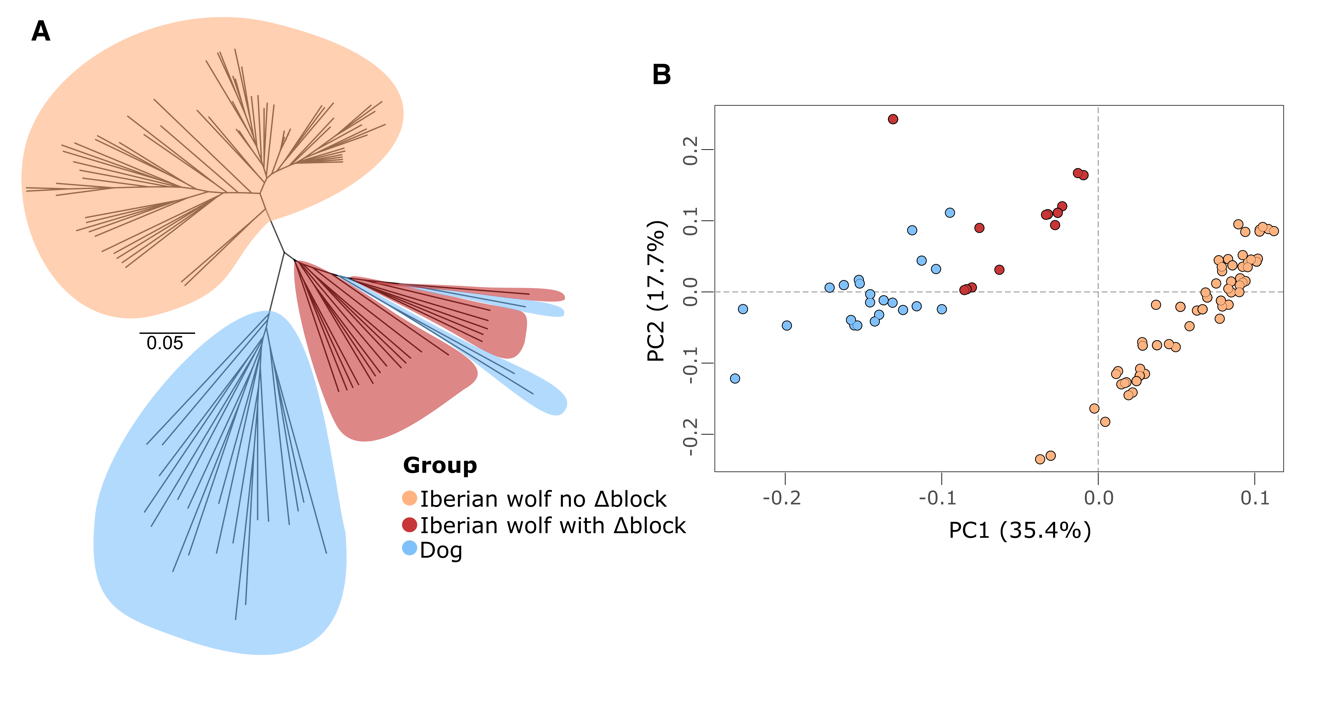 A
0.05
Group
Iberian wolf no Δblock
Iberian wolf with Δblock
Dog
B
PC2 (17.7%)
0.2
0.1
0.0
-0.1
-0.2
-0.2
-0.1
0.0
0.1
PC1 (35.4%)